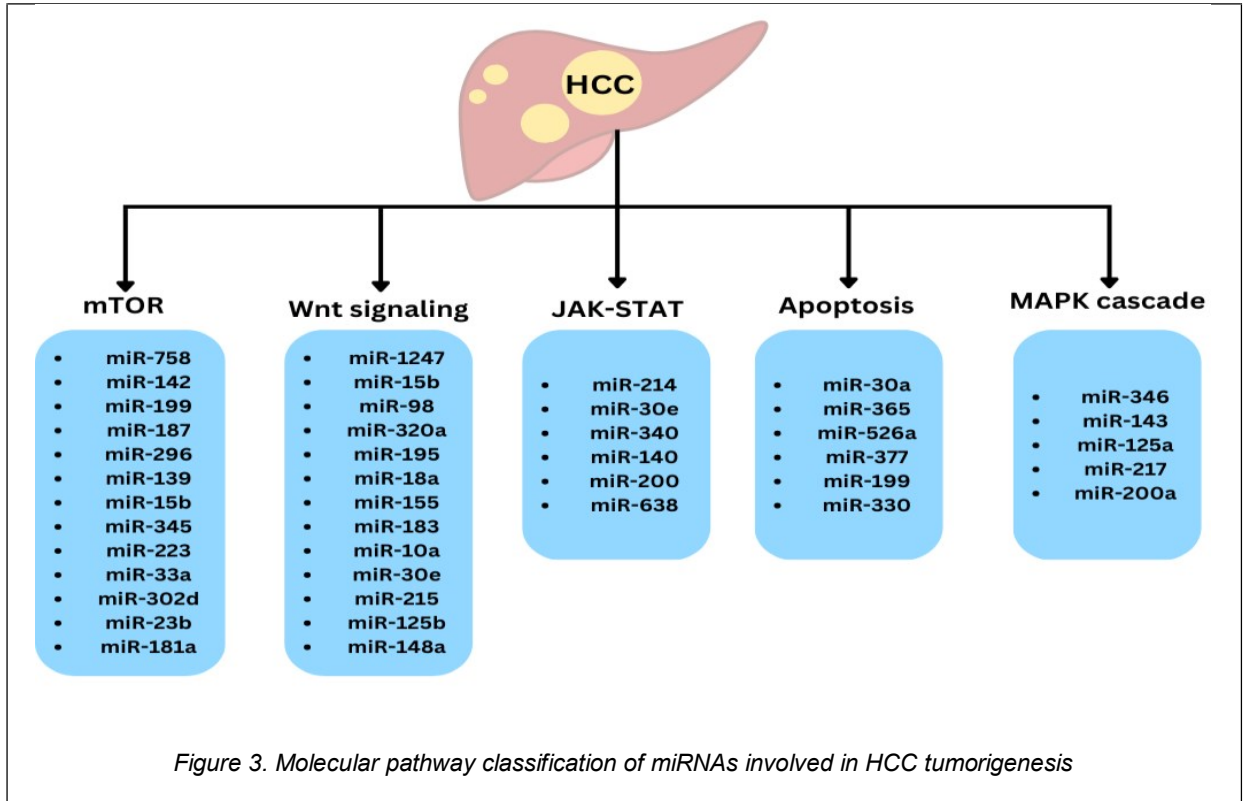 HCC
mTOR
• miR-758
• miR-142
• miR-199
• miR-187
• miR-296
• miR-139
• miR-15b
• miR-345
• miR-223
• miR-33a
• miR-302d
• miR-23b
• miR-181a
Wnt signaling
• miR-1247
• miR-15b
• miR-98
• miR-320a
• miR-195
• miR-18a
• miR-155
• miR-183
• miR-10a
• miR-30e
• miR-215
• miR-125b
• miR-148a
JAK-STAT
• miR-214
• miR-30e
• miR-340
• miR-140
• miR-200
• miR-638
Apoptosis
• miR-30a
• miR-365
• miR-526a
• miR-377
• miR-199
• miR-330
MAPK cascade
• miR-346
• miR-143
• miR-125a
• miR-217
• miR-200a
Figure 3. Molecular pathway classification of miRNAs involved in HCC tumorigenesis